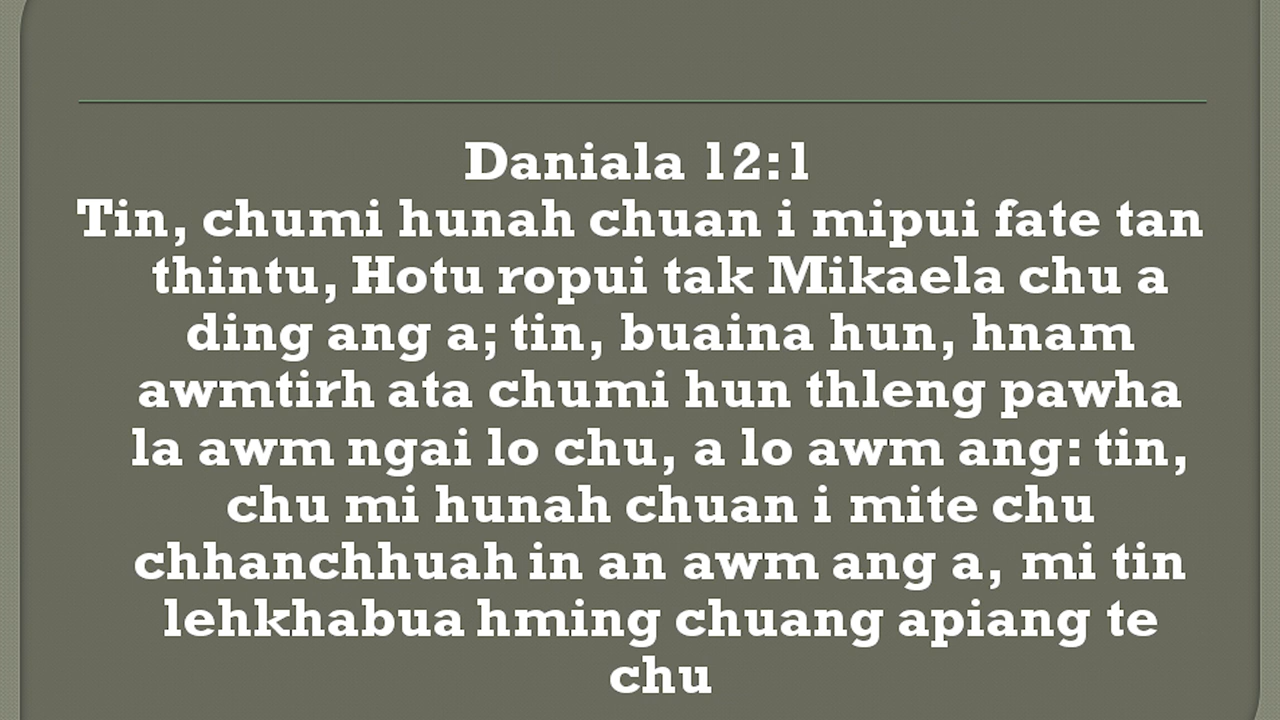 Daniala 12:1
Tin, chumi hunah chuan i mipui fate tan
thintu, Hotu ropui tak Mikaela chu a
ding ang a; tin, buaina hun, hnam
awmtirh ata chumi hun thleng pawha
la awm ngai lo chu, a lo awm ang: tin,
chu mi hunah chuan i mite chu
chhanchhuah in an awm ang a, mi tin
lehkhabua hming chuang apiang te
chu